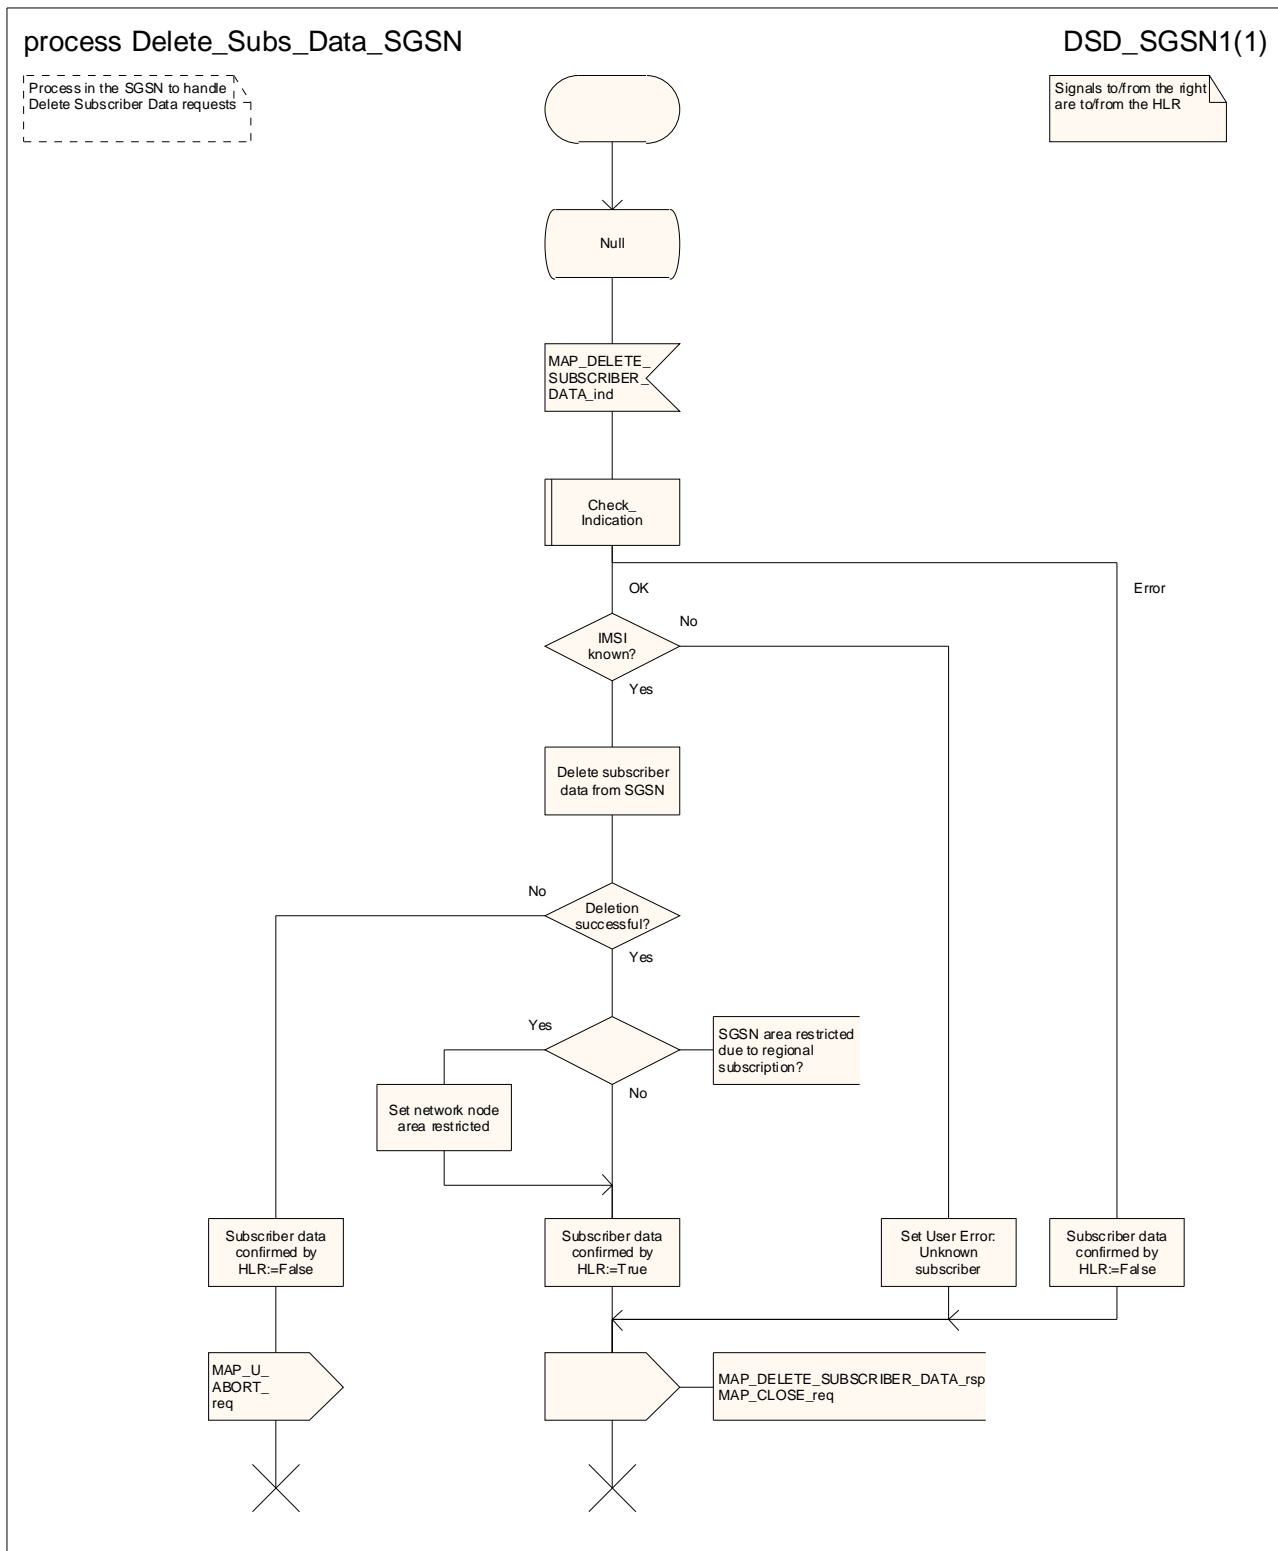 process Delete_Subs_Data_SGSN
DSD_SGSN1(1)
Process in the SGSN to handle
Delete Subscriber Data requests
Signals to/from the right
are to/from the HLR
Null
MAP_DELETE_
SUBSCRIBER_
DATA_ind
Check_
Indication
OK
Error
IMSI
known?
No
Yes
Delete subscriber
data from SGSN
No
Deletion
successful?
Yes
Yes
SGSN area restricted
due to regional
subscription?
No
Set network node
area restricted
Subscriber data
confirmed by
HLR:=False
Subscriber data
confirmed by
HLR:=True
Set User Error:
Unknown
subscriber
Subscriber data
confirmed by
HLR:=False
MAP_U_
ABORT_
req
MAP_DELETE_SUBSCRIBER_DATA_rsp
MAP_CLOSE_req